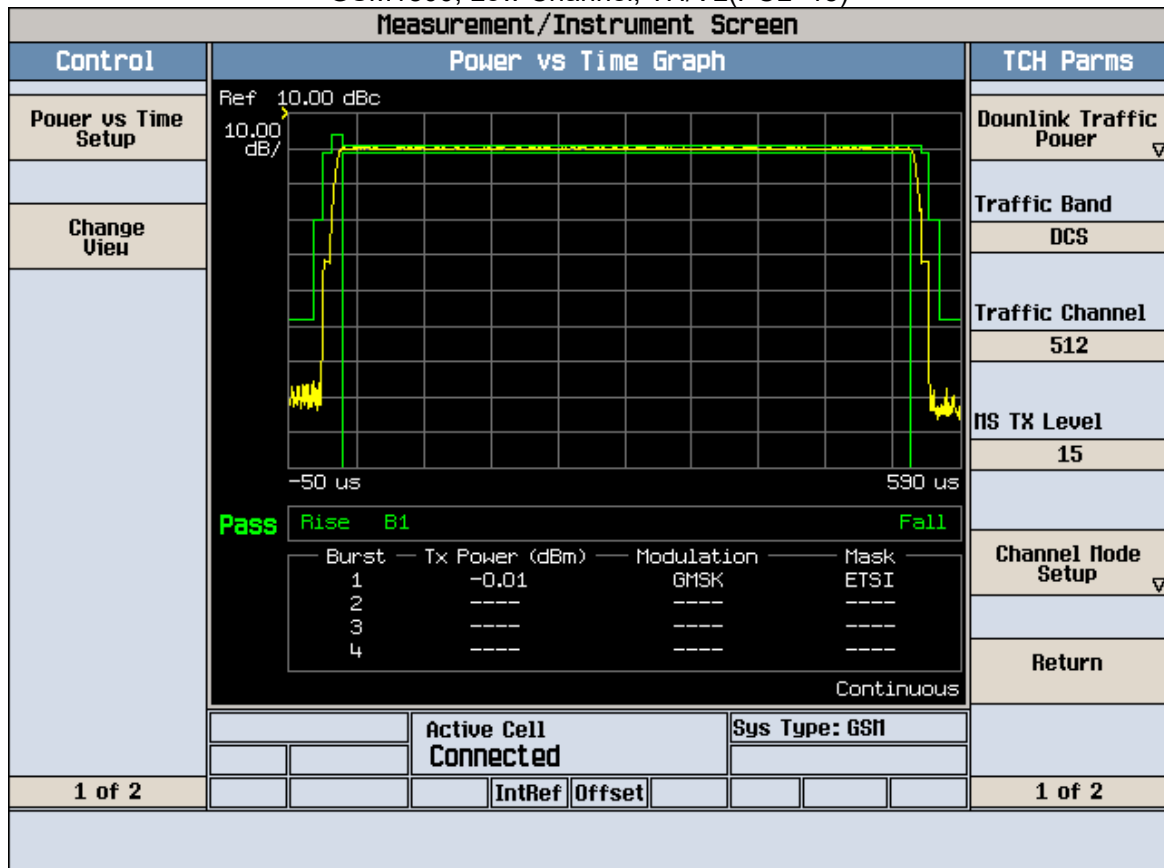 Measurement/Instrument Screen
Control
Power vs Time Graph
TCH Parms
Power vs Time
Setup
Change
View
1 of 2
Ref 10.00 dBc
10.00
dB/
-50 us
590 us
Pass
Rise B1
Fall
Burst Tx Power (dBm) Modulation Mask
1 -0.01 GMSK ETSI
2 ---- ---- ----
3 ---- ---- ----
4 ---- ---- ----
Continuous
Active Cell
Connected
Sys Type: GSM
IntRef Offset
Downlink Traffic
Power
Traffic Band
DCS
Traffic Channel
512
MS TX Level
15
Channel Mode
Setup
Return
1 of 2